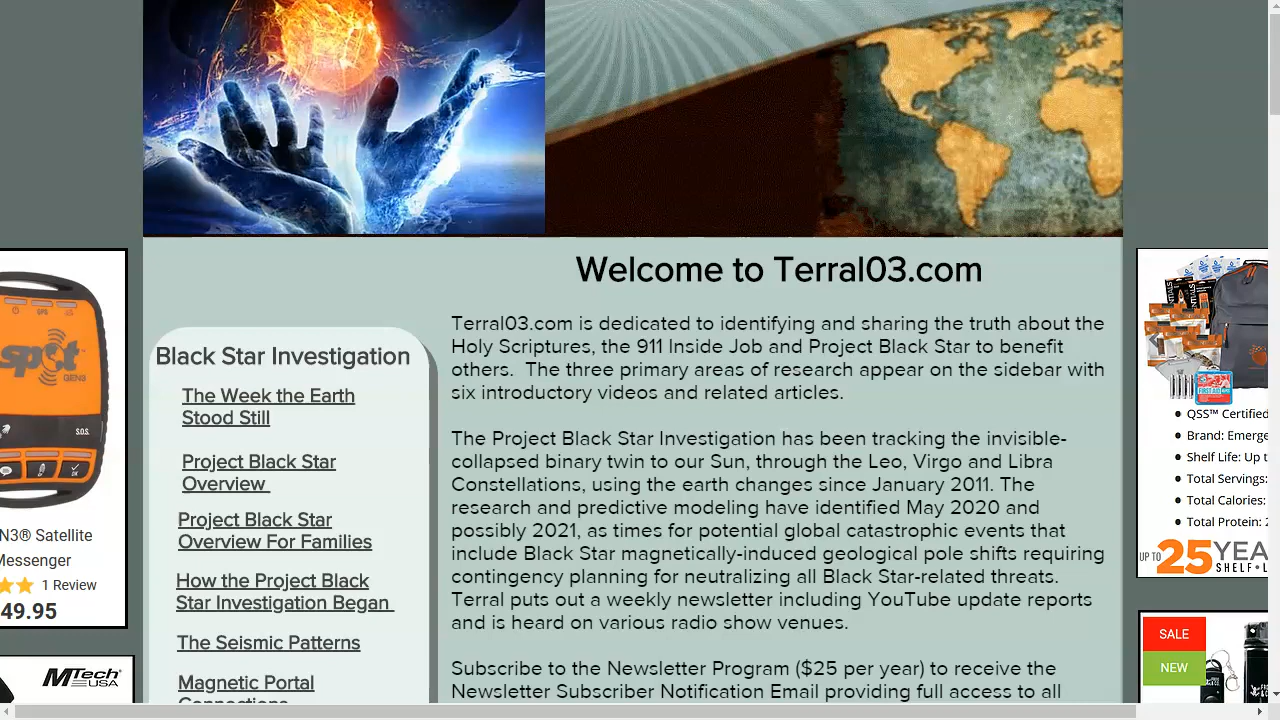 Welcome to Terral03.com
Terral03.com is dedicated to identifying and sharing the truth about the
Holy Scriptures, the 911 Inside Job and Project Black Star to benefit
others. The three primary areas of research appear on the sidebar with
six introductory videos and related articles.
The Project Black Star Investigation has been tracking the invisible-
collapsed binary twin to our Sun, through the Leo, Virgo and Libra
Constellations, using the earth changes since January 2011. The
research and predictive modeling have identified May 2020 and
possibly 2021, as times for potential global catastrophic events that
include Black Star magnetically-induced geological pole shifts requiring
contingency planning for neutralizing all Black Star-related threats.
Terral puts out a weekly newsletter including YouTube update reports
and is heard on various radio show venues.
Subscribe to the Newsletter Program ($25 per year) to receive the
Newsletter Subscriber Notification Email providing full access to all
Black Star Investigation
The Week the Earth
Stood Still
Project Black Star
Overview
Project Black Star
Overview For Families
How the Project Black
Star Investigation Began
The Seismic Patterns
Magnetic Portal
Connections
spot
GEN3
S.O.S.
N3® Satellite
Messenger
1 Review
49.95
MTech
USA
FIRST AID
QSS™ Certified
Brand: Emerge
Shelf Life: Up t
Total Servings:
Total Calories:
Total Protein: 2
UP TO 25 YEA
SHELF-L
SALE
NEW